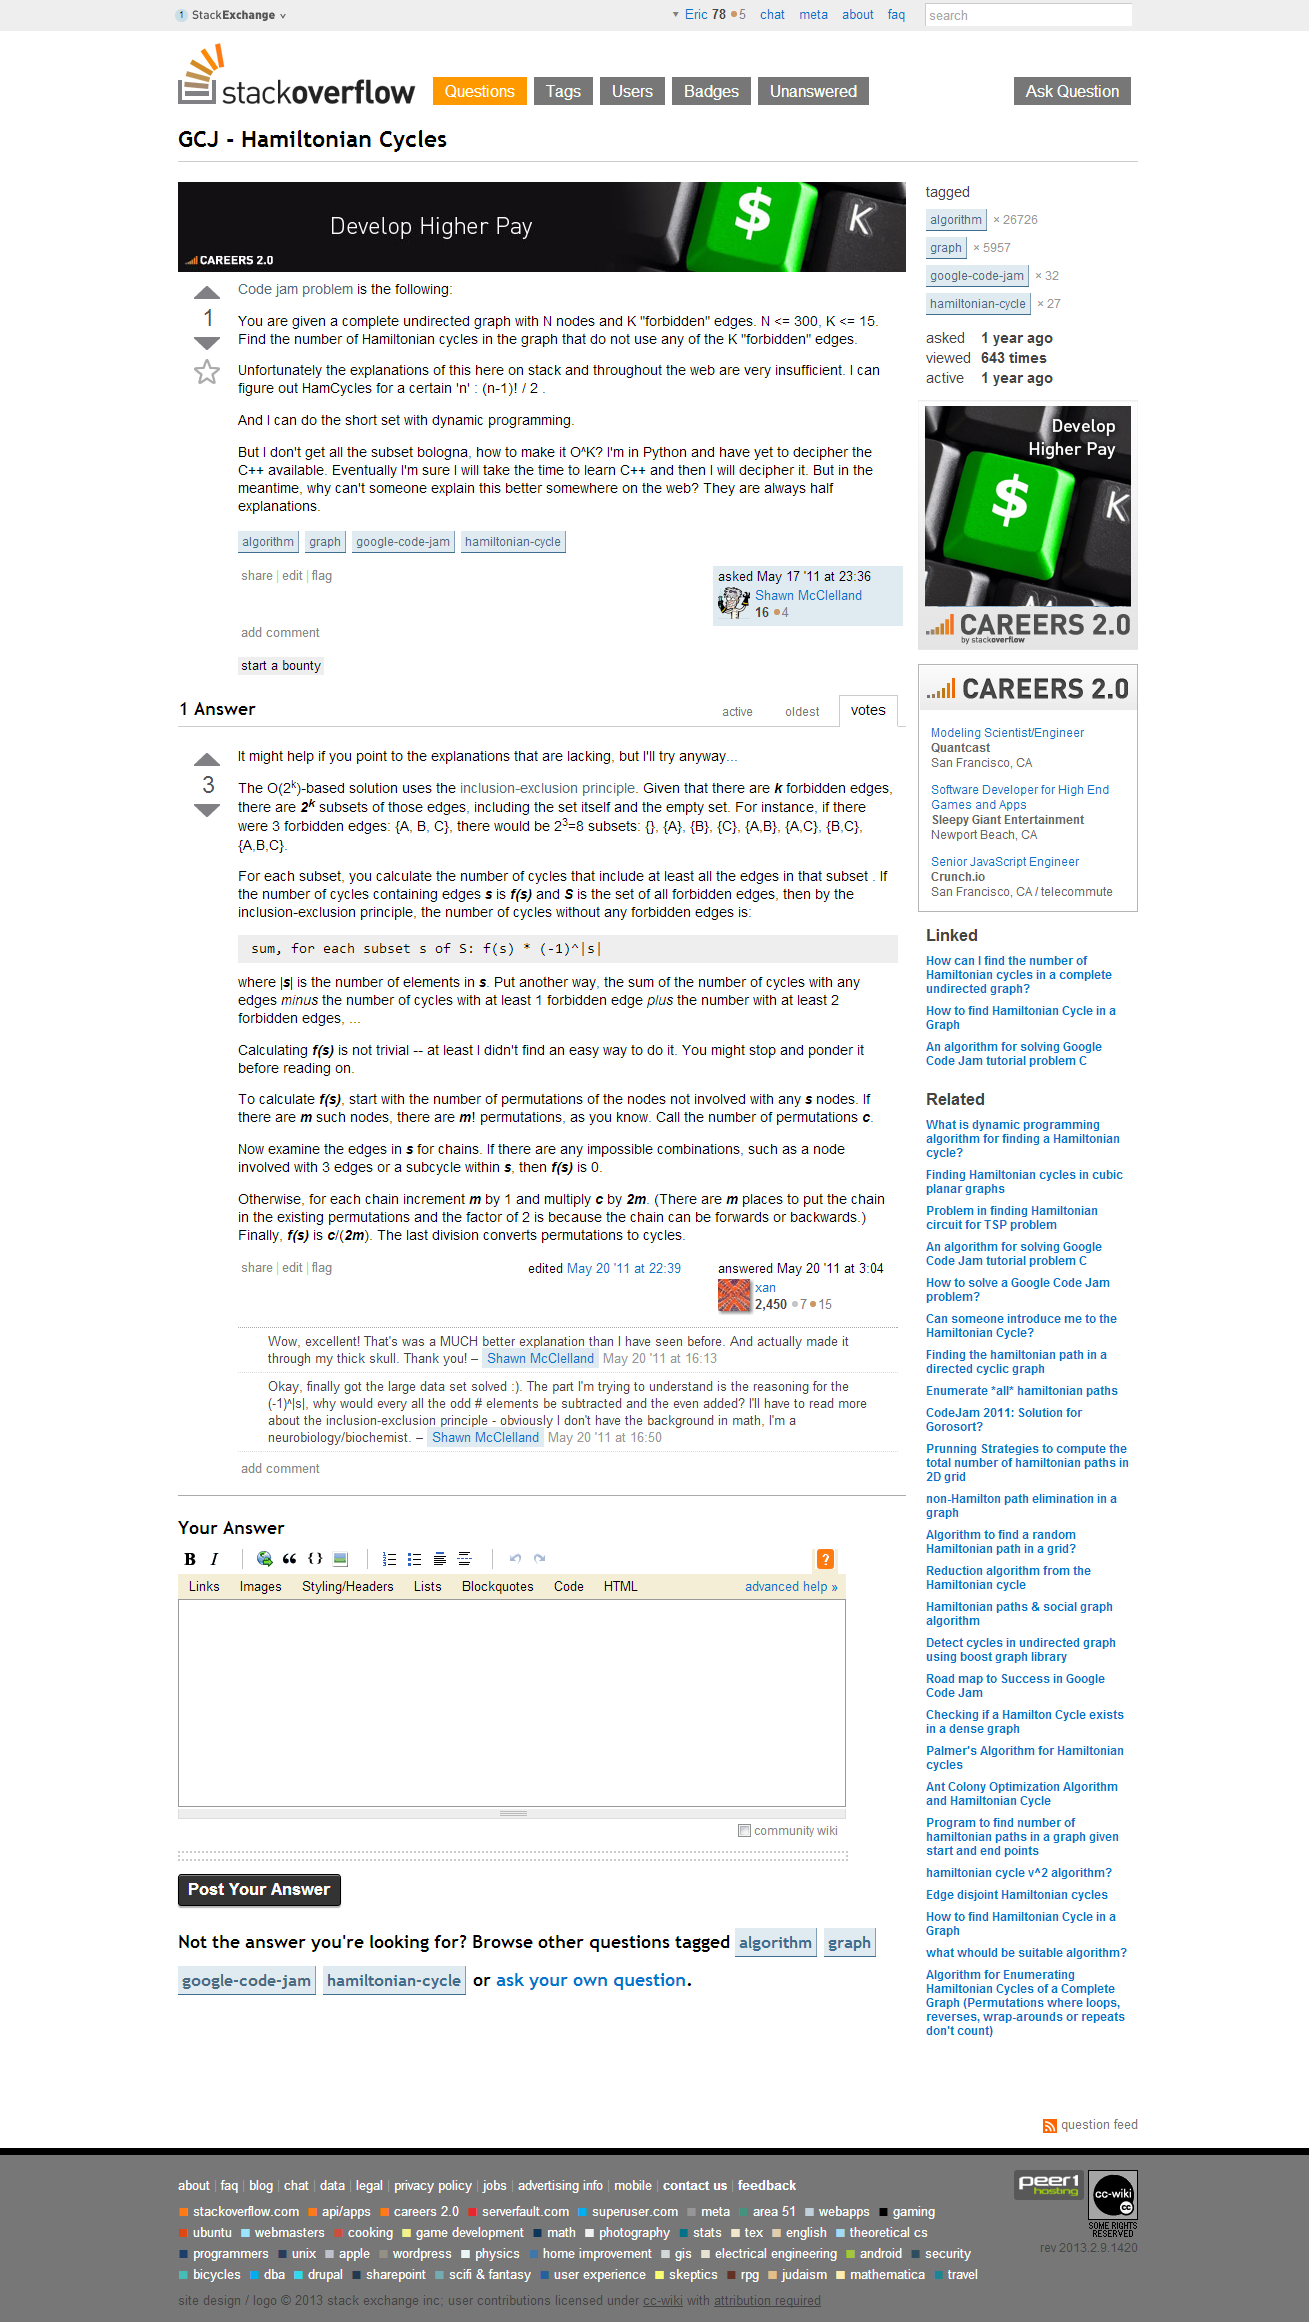 1 StackExchange
Eric 78 5 chat meta about faq search
stackoverflow Questions Tags Users Badges Unanswered Ask Question
GCJ - Hamiltonian Cycles
Develop Higher Pay
$ K
CAREERS 2.0
Code jam problem is the following:
1
You are given a complete undirected graph with N nodes and K "forbidden" edges. N <= 300, K <= 15.
Find the number of Hamiltonian cycles in the graph that do not use any of the K "forbidden" edges.
Unfortunately the explanations of this here on stack and throughout the web are very insufficient. I can
figure out HamCycles for a certain 'n' : (n-1)! / 2 .
And I can do the short set with dynamic programming.
But I don't get all the subset bologna, how to make it O^K? I'm in Python and have yet to decipher the
C++ available. Eventually I'm sure I will take the time to learn C++ and then I will decipher it. But in the
meantime, why can't someone explain this better somewhere on the web? They are always half
explanations.
algorithm graph google-code-jam hamiltonian-cycle
share | edit | flag
asked May 17 '11 at 23:36
Shawn McClelland
16 4
add comment
start a bounty
1 Answer
active oldest votes
It might help if you point to the explanations that are lacking, but I'll try anyway...
3
The O(2^k)-based solution uses the inclusion-exclusion principle. Given that there are k forbidden edges,
there are 2^k subsets of those edges, including the set itself and the empty set. For instance, if there
were 3 forbidden edges: {A, B, C}, there would be 2^3=8 subsets: {}, {A}, {B}, {C}, {A,B}, {A,C}, {B,C},
{A,B,C}.
For each subset, you calculate the number of cycles that include at least all the edges in that subset . If
the number of cycles containing edges s is f(s) and S is the set of all forbidden edges, then by the
inclusion-exclusion principle, the number of cycles without any forbidden edges is:
sum, for each subset s of S: f(s) * (-1)^|s|
where |s| is the number of elements in s. Put another way, the sum of the number of cycles with any
edges minus the number of cycles with at least 1 forbidden edge plus the number with at least 2
forbidden edges, ...
Calculating f(s) is not trivial -- at least I didn't find an easy way to do it. You might stop and ponder it
before reading on.
To calculate f(s), start with the number of permutations of the nodes not involved with any s nodes. If
there are m such nodes, there are m! permutations, as you know. Call the number of permutations c.
Now examine the edges in s for chains. If there are any impossible combinations, such as a node
involved with 3 edges or a subcycle within s, then f(s) is 0.
Otherwise, for each chain increment m by 1 and multiply c by 2m. (There are m places to put the chain
in the existing permutations and the factor of 2 is because the chain can be forwards or backwards.)
Finally, f(s) is c/(2m). The last division converts permutations to cycles.
share | edit | flag
edited May 20 '11 at 22:39
answered May 20 '11 at 3:04
xan
2,450 7 15
Wow, excellent! That's was a MUCH better explanation than I have seen before. And actually made it
through my thick skull. Thank you! – Shawn McClelland May 20 '11 at 16:13
Okay, finally got the large data set solved :). The part I'm trying to understand is the reasoning for the
(-1)^|s|, why would every all the odd # elements be subtracted and the even added? I'll have to read more
about the inclusion-exclusion principle - obviously I don't have the background in math, I'm a
neurobiology/biochemist. – Shawn McClelland May 20 '11 at 16:50
add comment
Your Answer
B I
?
Links Images Styling/Headers Lists Blockquotes Code HTML advanced help »
community wiki
Post Your Answer
Not the answer you're looking for? Browse other questions tagged algorithm graph
google-code-jam hamiltonian-cycle or ask your own question.
tagged
algorithm × 26726
graph × 5957
google-code-jam × 32
hamiltonian-cycle × 27
asked 1 year ago
viewed 643 times
active 1 year ago
Develop
Higher Pay
$ K
CAREERS 2.0
by stackoverflow
CAREERS 2.0
Modeling Scientist/Engineer
Quantcast
San Francisco, CA
Software Developer for High End
Games and Apps
Sleepy Giant Entertainment
Newport Beach, CA
Senior JavaScript Engineer
Crunch.io
San Francisco, CA / telecommute
Linked
How can I find the number of
Hamiltonian cycles in a complete
undirected graph?
How to find Hamiltonian Cycle in a
Graph
An algorithm for solving Google
Code Jam tutorial problem C
Related
What is dynamic programming
algorithm for finding a Hamiltonian
cycle?
Finding Hamiltonian cycles in cubic
planar graphs
Problem in finding Hamiltonian
circuit for TSP problem
An algorithm for solving Google
Code Jam tutorial problem C
How to solve a Google Code Jam
problem?
Can someone introduce me to the
Hamiltonian Cycle?
Finding the hamiltonian path in a
directed cyclic graph
Enumerate *all* hamiltonian paths
CodeJam 2011: Solution for
Gorosort?
Prunning Strategies to compute the
total number of hamiltonian paths in
2D grid
non-Hamilton path elimination in a
graph
Algorithm to find a random
Hamiltonian path in a grid?
Reduction algorithm from the
Hamiltonian cycle
Hamiltonian paths & social graph
algorithm
Detect cycles in undirected graph
using boost graph library
Road map to Success in Google
Code Jam
Checking if a Hamilton Cycle exists
in a dense graph
Palmer's Algorithm for Hamiltonian
cycles
Ant Colony Optimization Algorithm
and Hamiltonian Cycle
Program to find number of
hamiltonian paths in a graph given
start and end points
hamiltonian cycle v^2 algorithm?
Edge disjoint Hamiltonian cycles
How to find Hamiltonian Cycle in a
Graph
what whould be suitable algorithm?
Algorithm for Enumerating
Hamiltonian Cycles of a Complete
Graph (Permutations where loops,
reverses, wrap-arounds or repeats
don't count)
question feed
about | faq | blog | chat | data | legal | privacy policy | jobs | advertising info | mobile | contact us | feedback
stackoverflow.com api/apps careers 2.0 serverfault.com superuser.com meta area 51 webapps gaming
ubuntu webmasters cooking game development math photography stats tex english theoretical cs
programmers unix apple wordpress physics home improvement gis electrical engineering android security
bicycles dba drupal sharepoint scifi & fantasy user experience skeptics rpg judaism mathematica travel
site design / logo © 2013 stack exchange inc; user contributions licensed under cc-wiki with attribution required
peer1
hosting
cc-wiki
cc
SOME RIGHTS
RESERVED
rev 2013.2.9.1420